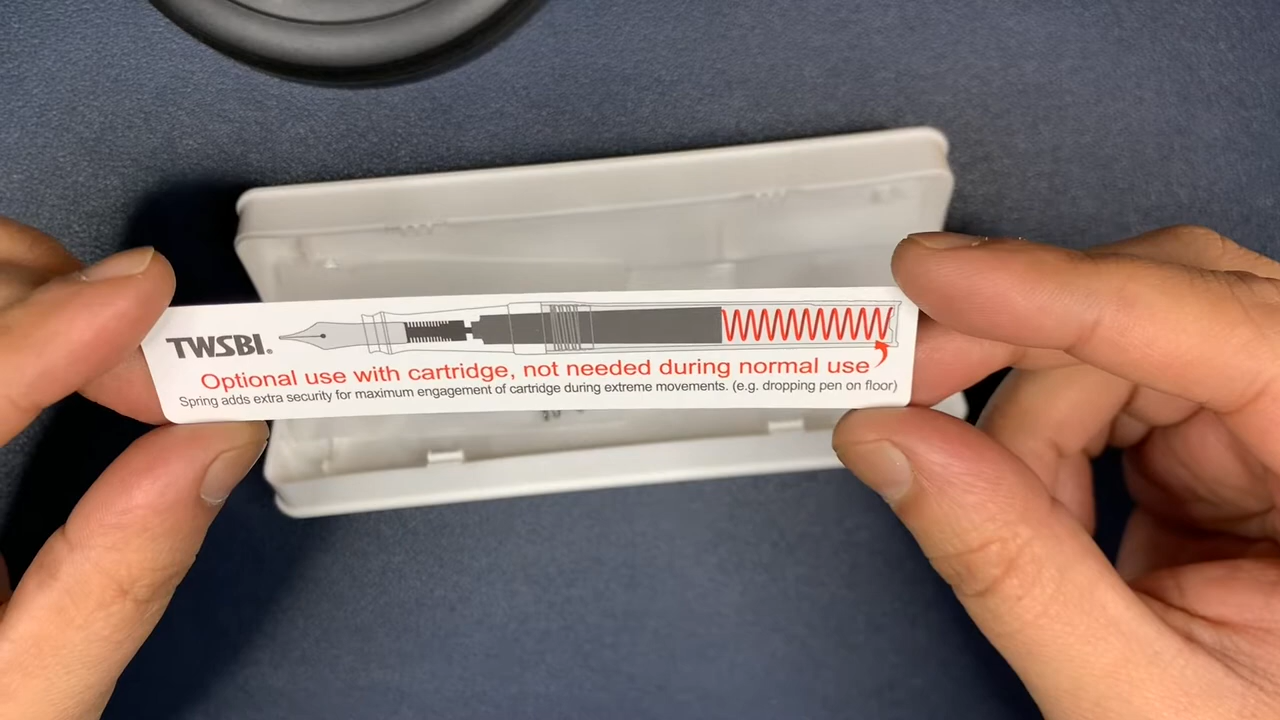 TWSBI®
Optional use with cartridge, not needed during normal use
Spring adds extra security for maximum engagement of cartridge during extreme movements. (e.g. dropping pen on floor)